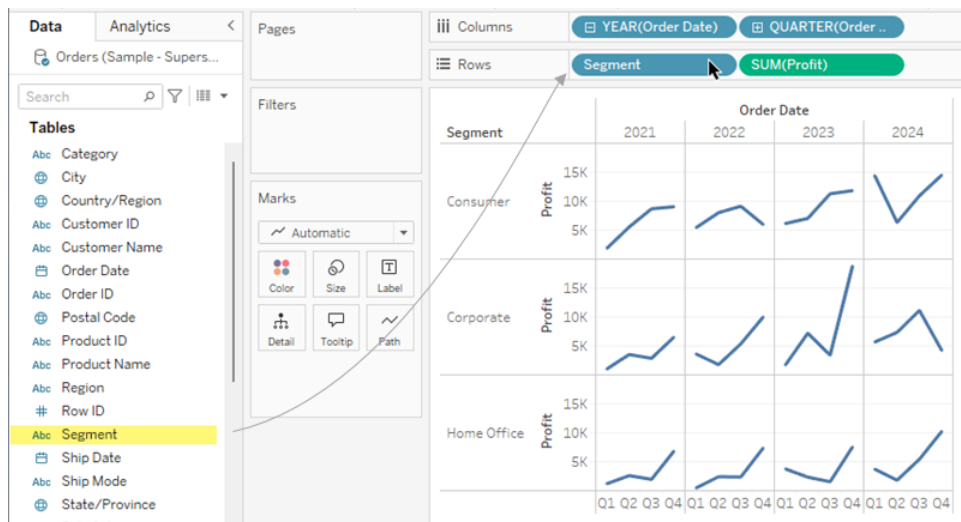 Data Analytics
Orders (Sample - Supers...
Search
Tables
Abc Category
City
Country/Region
Abc Customer ID
Abc Customer Name
Order Date
Abc Order ID
Postal Code
Abc Product ID
Abc Product Name
Abc Region
# Row ID
Abc Segment
Ship Date
Abc Ship Mode
State/Province
Pages
Filters
Marks
Automatic
Color Size Label
Detail Tooltip Path
Columns YEAR(Order Date) QUARTER(Order ..
Rows Segment SUM(Profit)
Order Date
Segment 2021 2022 2023 2024
Consumer
Profit
15K
10K
5K
Corporate
Profit
15K
10K
5K
Home Office
Profit
15K
10K
5K
Q1 Q2 Q3 Q4 Q1 Q2 Q3 Q4 Q1 Q2 Q3 Q4 Q1 Q2 Q3 Q4